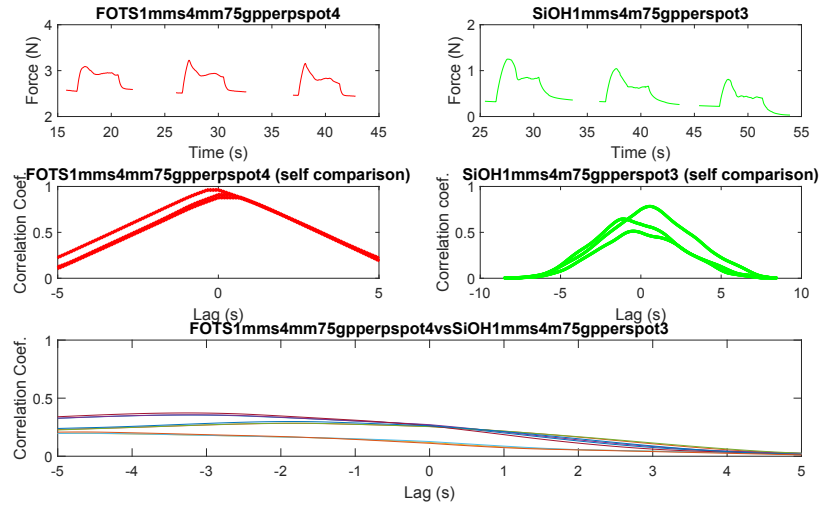 FOTS1mms4mm75gpperpspot4
Force (N)
4
3
2
15 20 25 30 35 40 45
Time (s)
SiOH1mms4m75gpperspot3
Force (N)
2
1
0
25 30 35 40 45 50 55
Time (s)
FOTS1mms4mm75gpperpspot4 (self comparison)
Correlation Coef.
1
0.5
0
-5 0 5
Lag (s)
SiOH1mms4m75gpperspot3 (self comparison)
Correlation coef.
1
0.5
0
-10 -5 0 5 10
Lag (s)
FOTS1mms4mm75gpperpspot4vsSiOH1mms4m75gpperspot3
Correlation Coef.
1
0.5
0
-5 -4 -3 -2 -1 0 1 2 3 4 5
Lag (s)